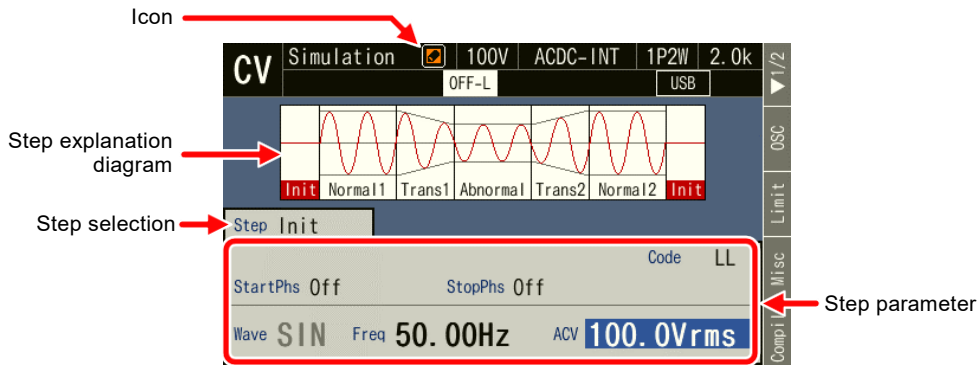 Icon
CV Simulation 100V ACDC-INT 1P2W 2.0k
OFF-L USB
▼1/2
OSC
Limit
Misc
Compil
Step explanation
diagram
Init Normal1 Trans1 Abnormal Trans2 Normal2 Init
Step selection
Step Init
Code LL
StartPhs Off StopPhs Off
Step parameter
Wave SIN Freq 50.00Hz ACV 100.0Vrms